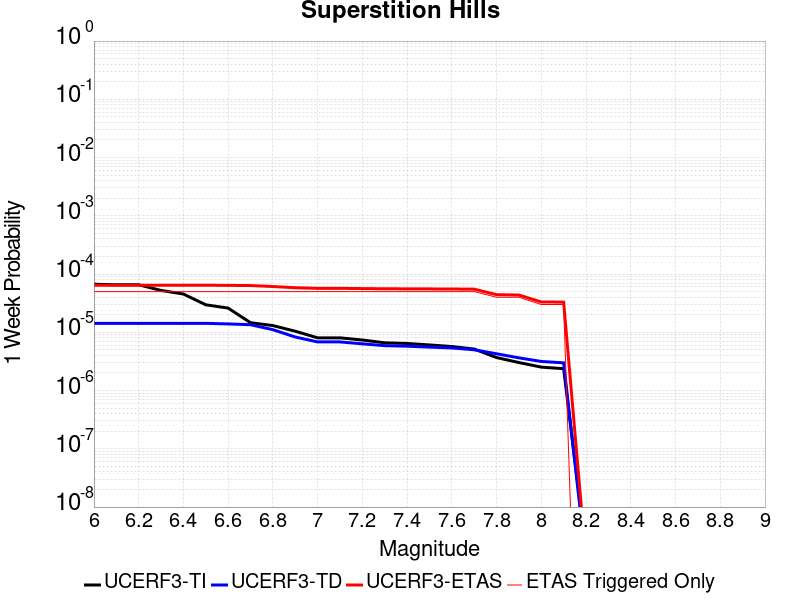 Superstition Hills
10^0
10^-1
10^-2
10^-3
10^-4
10^-5
10^-6
10^-7
10^-8
1 Week Probability
6 6.2 6.4 6.6 6.8 7 7.2 7.4 7.6 7.8 8 8.2 8.4 8.6 8.8 9
Magnitude
UCERF3-TI UCERF3-TD UCERF3-ETAS ETAS Triggered Only